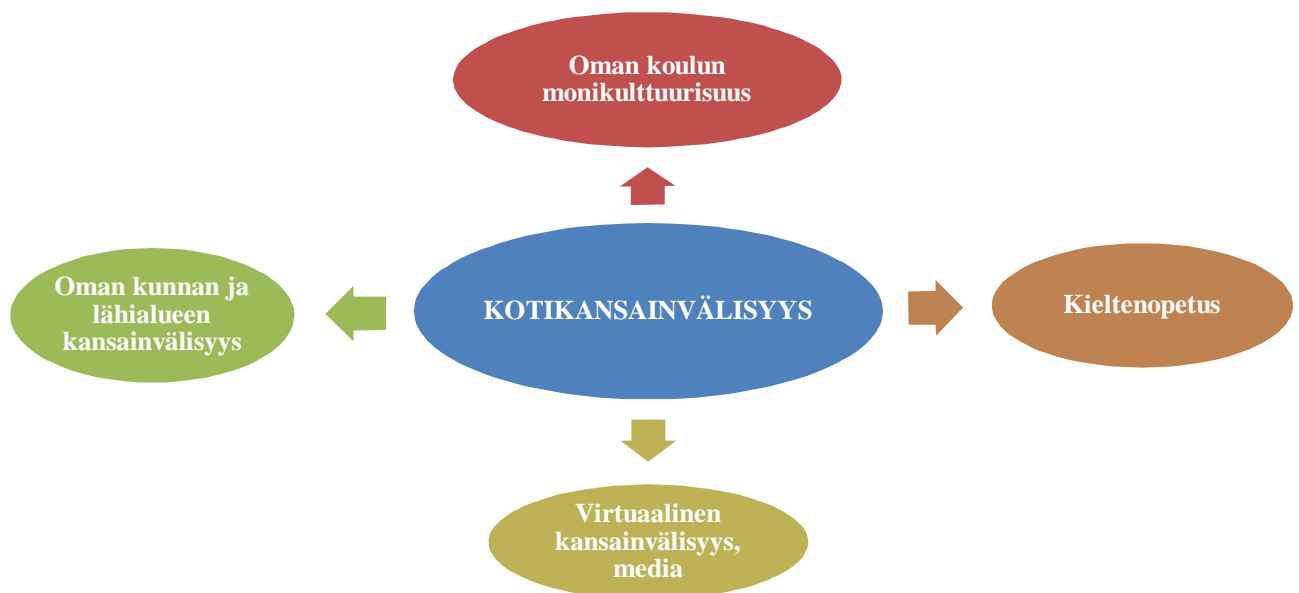 Oman koulun
monikulttuurisuus
Oman kunnan ja
lähialueen
kansainvälisyys
KOTIKANSAINVÄLISYYS
Kieltenopetus
Virtuaalinen
kansainvälisyys,
media